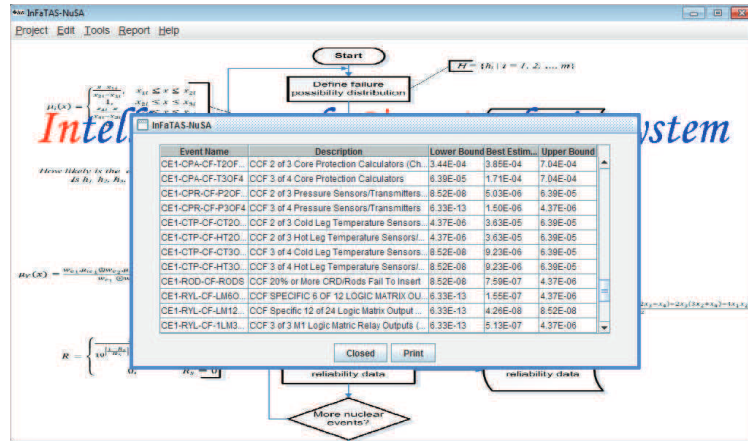 InFaTAS-NuSA
Project Edit Tools Report Help
Start
Define failure
possibility distribution
H = {h_i | i = 1, 2, ..., m}
InFaTAS-NuSA
Event Name Description Lower Bound Best Estim... Upper Bound
CE1-CPA-CF-T2OF... CCF 2 of 3 Core Protection Calculators (Ch... 3.44E-04 3.85E-04 7.04E-04
CE1-CPA-CF-T3OF4 CCF 3 of 4 Core Protection Calculators 6.39E-05 1.71E-04 7.04E-04
CE1-CPR-CF-P2OF... CCF 2 of 3 Pressure Sensors/Transmitters... 8.52E-08 5.03E-06 6.39E-05
CE1-CPR-CF-P3OF4 CCF 3 of 4 Pressure Sensors/Transmitters 6.33E-13 1.50E-06 4.37E-06
CE1-CTP-CF-CT2O... CCF 2 of 3 Cold Leg Temperature Sensors... 4.37E-06 3.63E-05 6.39E-05
CE1-CTP-CF-HT2O... CCF 2 of 3 Hot Leg Temperature Sensors/... 4.37E-06 3.63E-05 6.39E-05
CE1-CTP-CF-CT3O... CCF 3 of 4 Cold Leg Temperature Sensors... 8.52E-08 9.23E-06 6.39E-05
CE1-CTP-CF-HT3O... CCF 3 of 4 Hot Leg Temperature Sensors/... 8.52E-08 9.23E-06 6.39E-05
CE1-ROD-CF-RODS CCF 20% or More CRD/Rods Fail To Insert 8.52E-08 7.59E-07 4.37E-06
CE1-RYL-CF-LM6O... CCF SPECIFIC 6 OF 12 LOGIC MATRIX OU... 6.33E-13 1.55E-07 4.37E-06
CE1-RYL-CF-LM12... CCF Specific 12 of 24 Logic Matrix Output ... 6.33E-13 4.26E-08 8.52E-08
CE1-RYL-CF-1LM3... CCF 3 of 3 M1 Logic Matric Relay Outputs (... 6.33E-13 5.13E-07 4.37E-06
Closed Print
reliability data
reliability data
More nuclear
events?